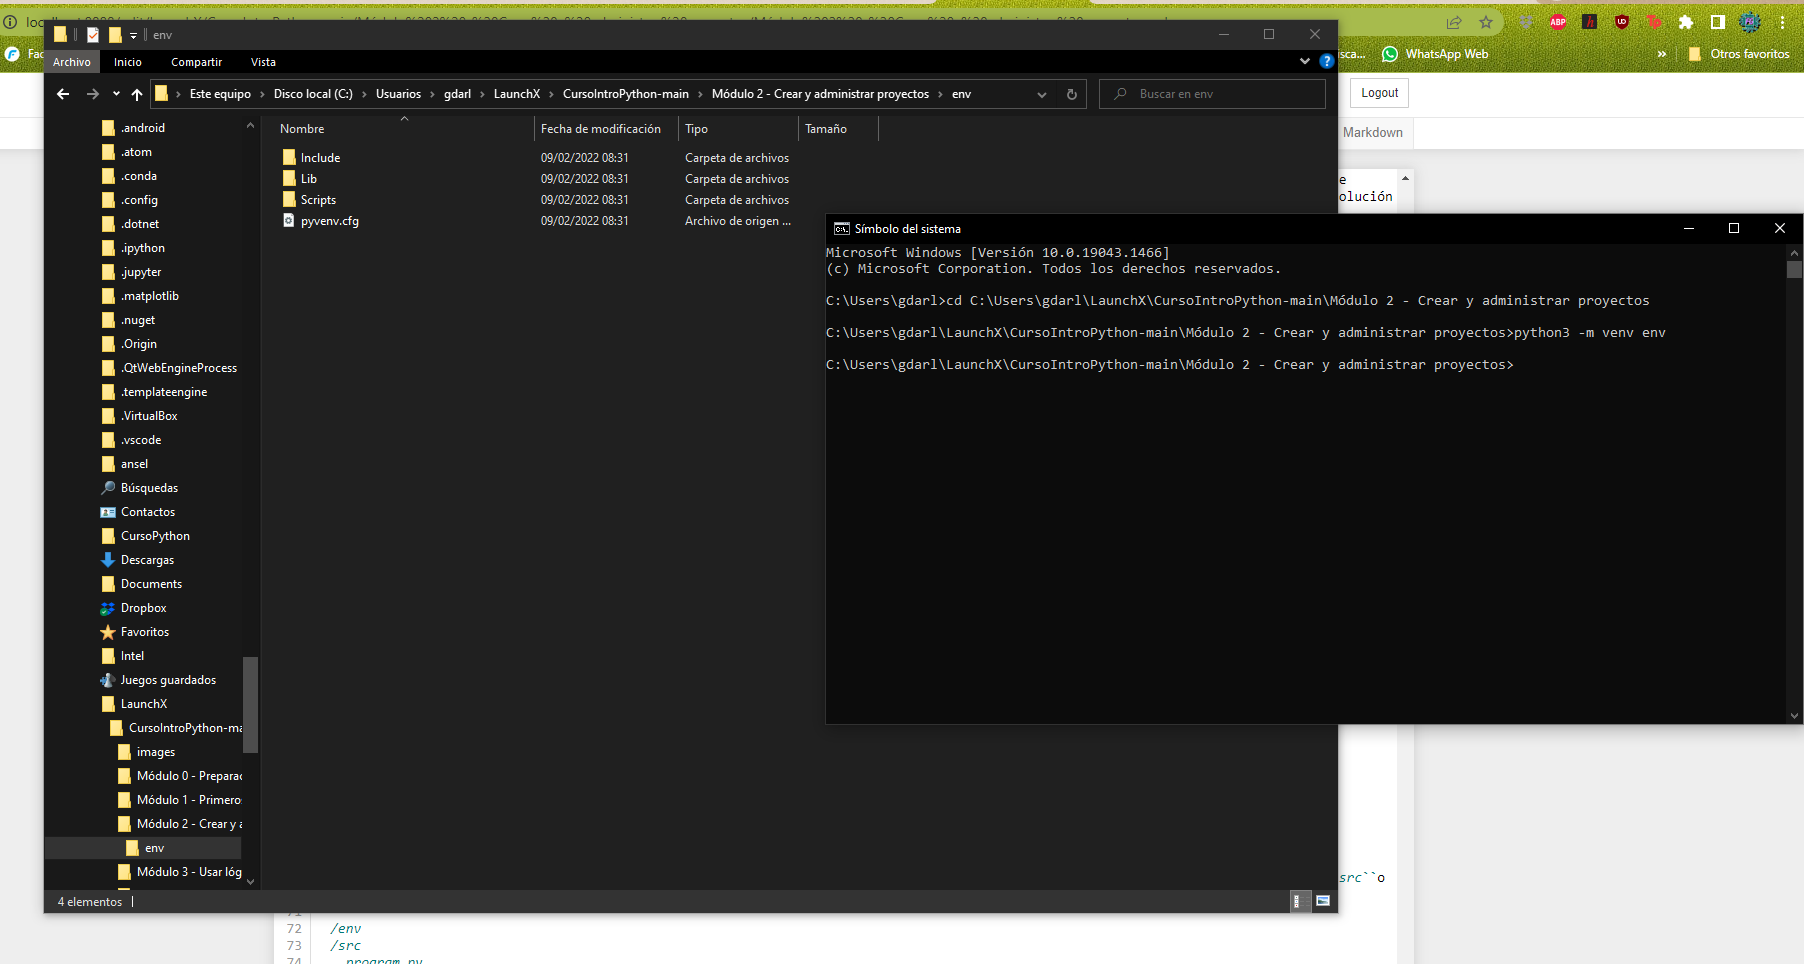 env
Archivo Inicio Compartir Vista
WhatsApp Web
Otros favoritos
Este equipo Disco local (C:) Usuarios gdarl LaunchX CursoIntroPython-main Módulo 2 - Crear y administrar proyectos env
Buscar en env
Logout
Markdown
Nombre Fecha de modificación Tipo Tamaño
Include 09/02/2022 08:31 Carpeta de archivos
Lib 09/02/2022 08:31 Carpeta de archivos
Scripts 09/02/2022 08:31 Carpeta de archivos
pyvenv.cfg 09/02/2022 08:31 Archivo de origen ...
.android
.atom
.conda
.config
.dotnet
.ipython
.jupyter
.matplotlib
.nuget
.Origin
.QtWebEngineProcess
.templateengine
.VirtualBox
.vscode
ansel
Búsquedas
Contactos
CursoPython
Descargas
Documents
Dropbox
Favoritos
Intel
Juegos guardados
LaunchX
CursoIntroPython-ma
images
Módulo 0 - Preparac
Módulo 1 - Primeros
Módulo 2 - Crear y a
env
Módulo 3 - Usar lóg
4 elementos
e
olución
Símbolo del sistema
Microsoft Windows [Versión 10.0.19043.1466]
(c) Microsoft Corporation. Todos los derechos reservados.
C:\Users\gdarl>cd C:\Users\gdarl\LaunchX\CursoIntroPython-main\Módulo 2 - Crear y administrar proyectos
C:\Users\gdarl\LaunchX\CursoIntroPython-main\Módulo 2 - Crear y administrar proyectos>python3 -m venv env
C:\Users\gdarl\LaunchX\CursoIntroPython-main\Módulo 2 - Crear y administrar proyectos>
src``o
72 /env
73 /src
74 program.py